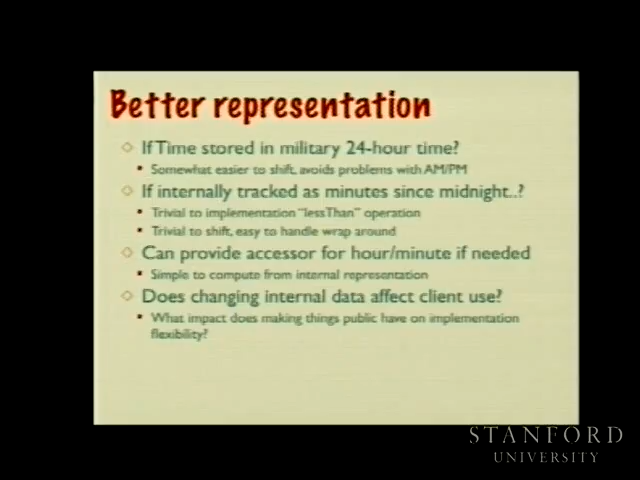 Better representation
If Time stored in military 24-hour time?
Somewhat easier to shift, avoids problems with AM/PM
If internally tracked as minutes since midnight..?
Trivial to implementation "lessThan" operation
Trivial to shift, easy to handle wrap around
Can provide accessor for hour/minute if needed
Simple to compute from internal representation
Does changing internal data affect client use?
What impact does making things public have on implementation
flexibility?
STANFORD
UNIVERSITY